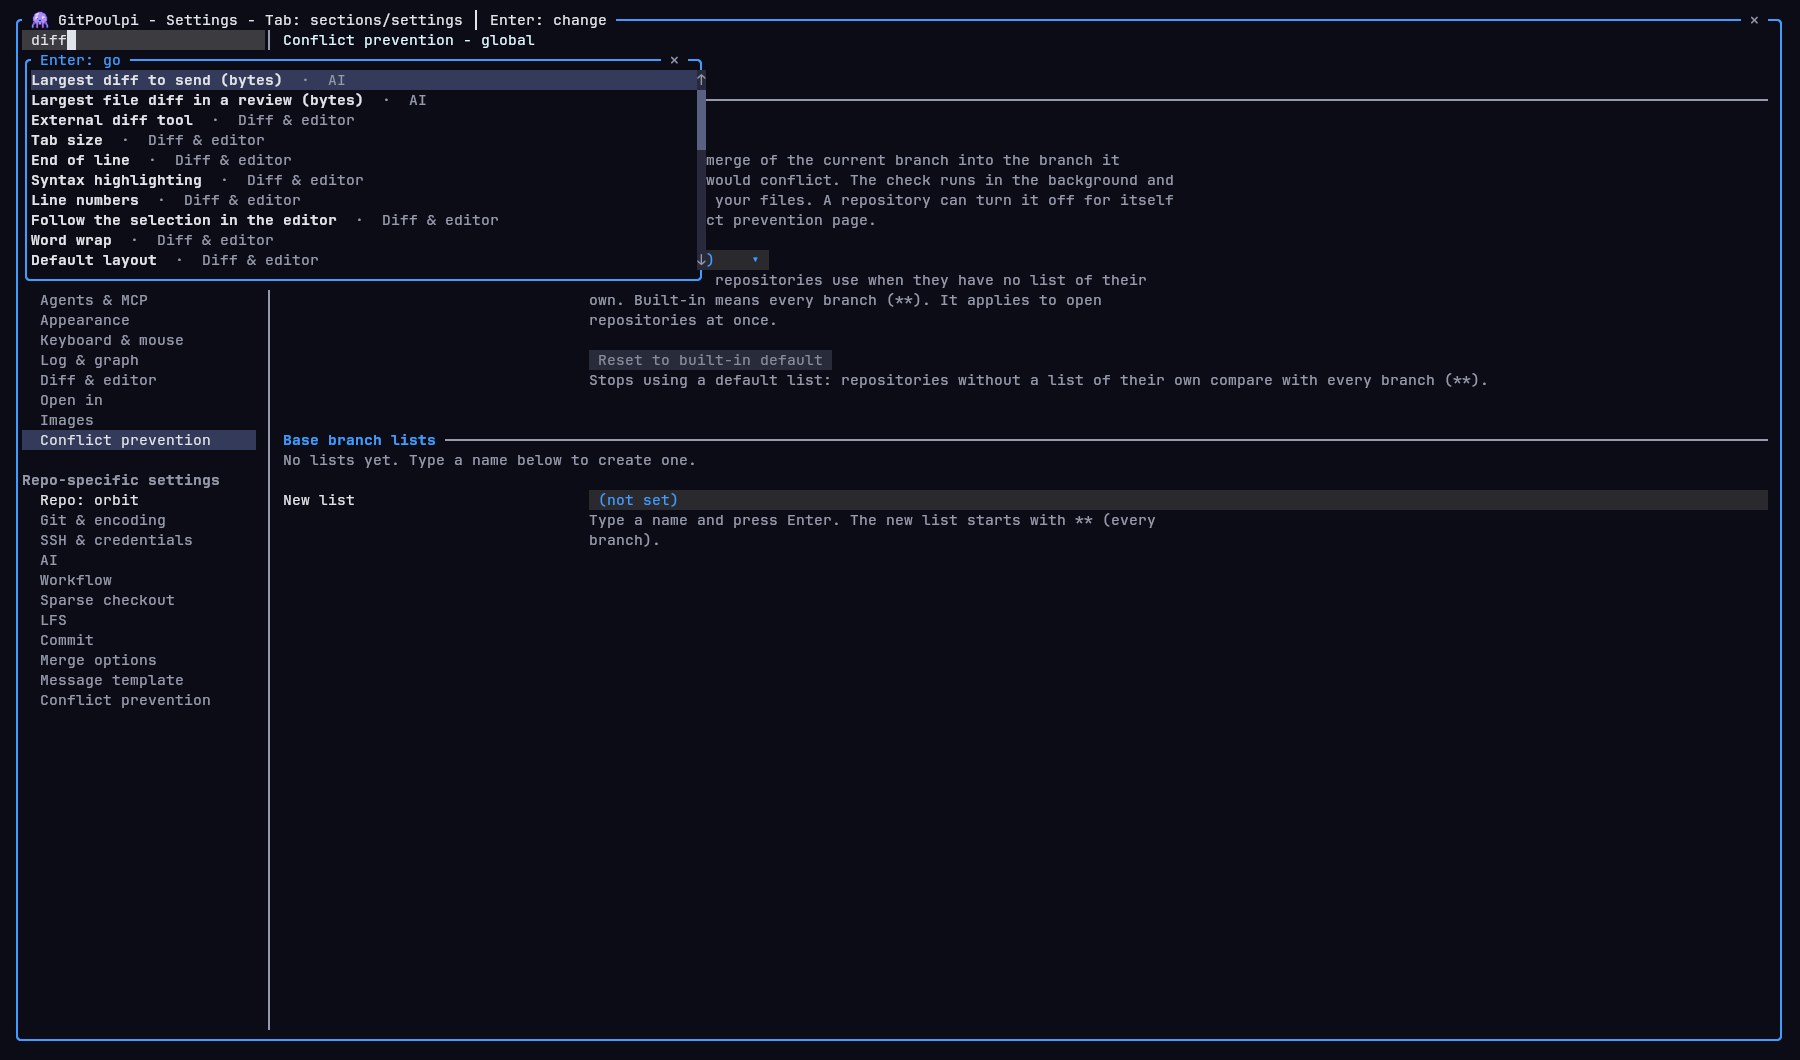 GitPoulpi - Settings - Tab: sections/settings | Enter: change ×
diff
Conflict prevention - global
Enter: go ×
Largest diff to send (bytes) · AI
Largest file diff in a review (bytes) · AI
External diff tool · Diff & editor
Tab size · Diff & editor
End of line · Diff & editor
Syntax highlighting · Diff & editor
Line numbers · Diff & editor
Follow the selection in the editor · Diff & editor
Word wrap · Diff & editor
Default layout · Diff & editor
merge of the current branch into the branch it
would conflict. The check runs in the background and
your files. A repository can turn it off for itself
ct prevention page.
) ▾
repositories use when they have no list of their
own. Built-in means every branch (**). It applies to open
repositories at once.
Reset to built-in default
Stops using a default list: repositories without a list of their own compare with every branch (**).
Agents & MCP
Appearance
Keyboard & mouse
Log & graph
Diff & editor
Open in
Images
Conflict prevention
Repo-specific settings
Repo: orbit
Git & encoding
SSH & credentials
AI
Workflow
Sparse checkout
LFS
Commit
Merge options
Message template
Conflict prevention
Base branch lists
No lists yet. Type a name below to create one.
New list (not set)
Type a name and press Enter. The new list starts with ** (every
branch).